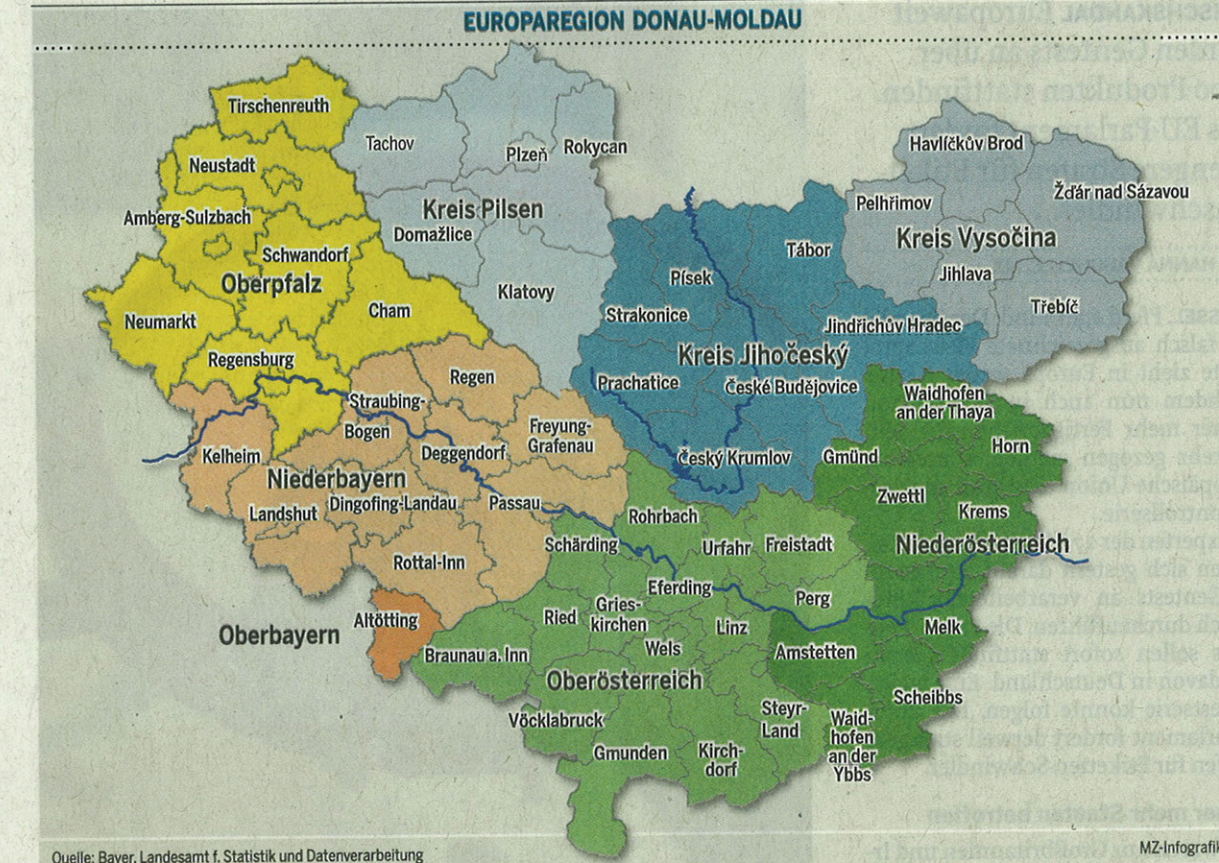 EUROPAREGION DONAU-MOLDAU
Tirschenreuth
Neustadt
Amberg-Sulzbach
Schwandorf
Oberpfalz
Neumarkt
Cham
Regensburg
Tachov
Plzeň
Rokycan
Kreis Pilsen
Domažlice
Klatovy
Havlíčkův Brod
Žďár nad Sázavou
Pelhřimov
Kreis Vysočina
Jihlava
Třebíč
Tábor
Písek
Strakonice
Jindřichův Hradec
Kreis Jihočeský
Prachatice
České Budějovice
Český Krumlov
Regen
Straubing-
Bogen
Freyung-
Grafenau
Deggendorf
Kelheim
Niederbayern
Dingofing-Landau
Landshut
Passau
Rottal-Inn
Altötting
Oberbayern
Waidhofen
an der Thaya
Horn
Gmünd
Zwettl
Krems
Niederösterreich
Melk
Amstetten
Scheibbs
Waid-
hofen
an der
Ybbs
Rohrbach
Schärding
Urfahr
Freistadt
Eferding
Perg
Ried
Gries-
kirchen
Linz
Wels
Braunau a. Inn
Oberösterreich
Vöcklabruck
Steyr-
Land
Gmunden
Kirch-
dorf
Quelle: Bayer. Landesamt f. Statistik und Datenverarbeitung
MZ-Infografik